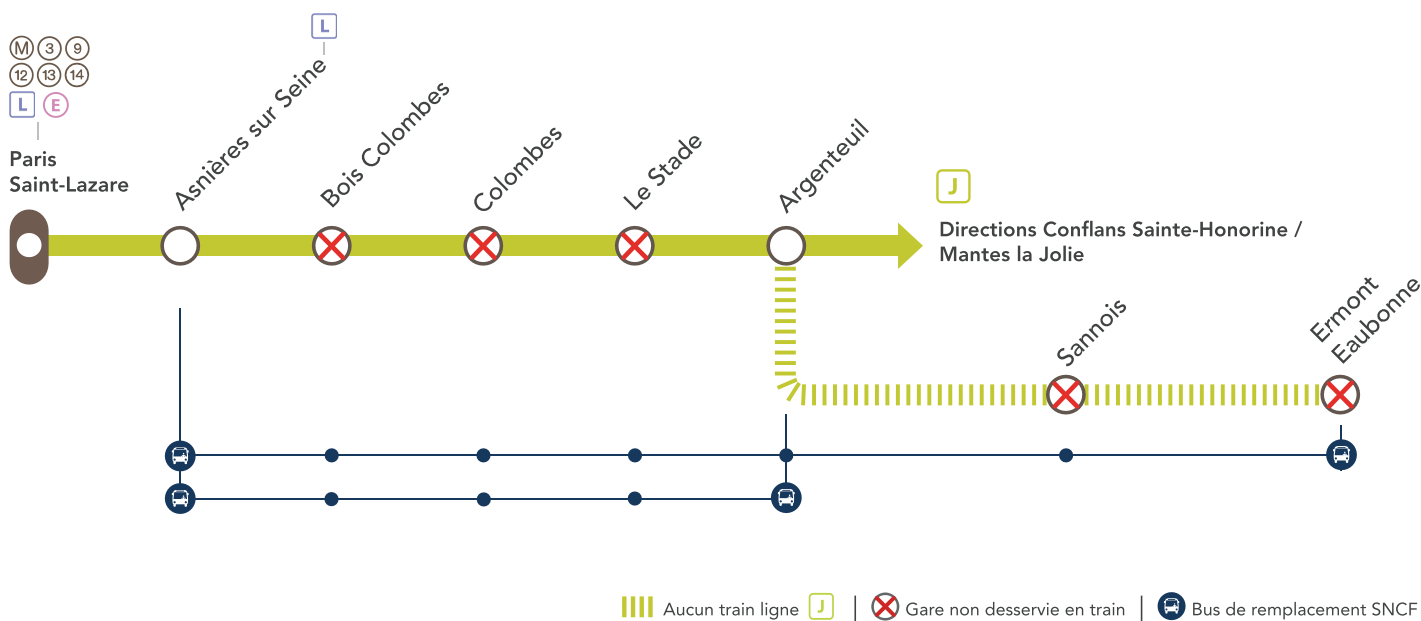 L
M 3 9
12 13 14
L E
Paris
Saint-Lazare
Asnières sur Seine
Bois Colombes
Colombes
Le Stade
Argenteuil
J
Directions Conflans Sainte-Honorine /
Mantes la Jolie
Sannois
Ermont
Eaubonne
Aucun train ligne J | Gare non desservie en train | Bus de remplacement SNCF